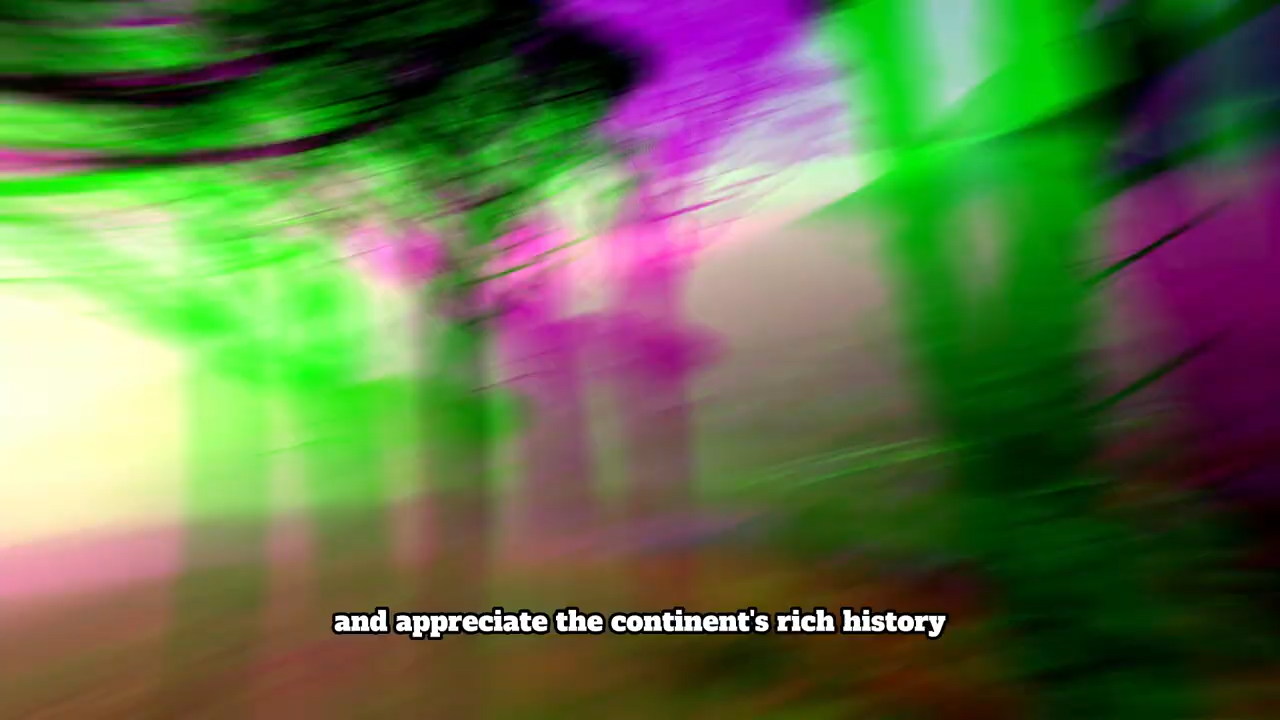 and appreciate the continent's rich history